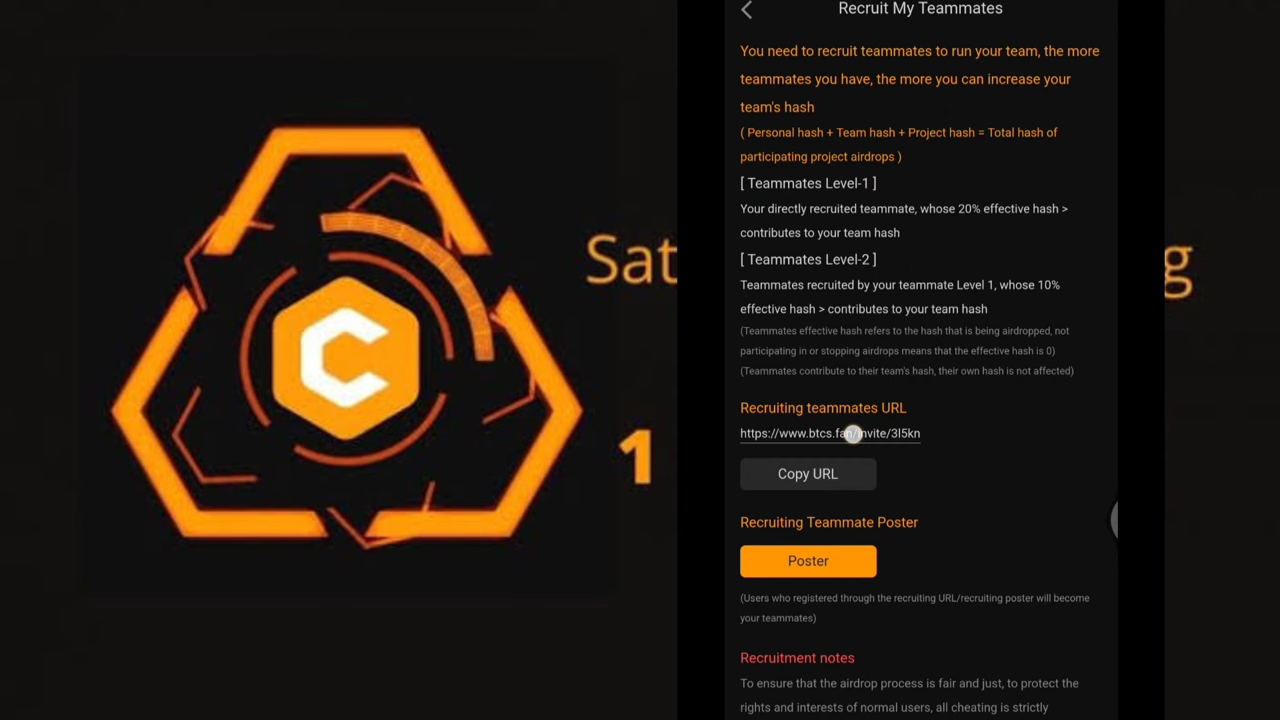 Recruit My Teammates
You need to recruit teammates to run your team, the more
teammates you have, the more you can increase your
team's hash
( Personal hash + Team hash + Project hash = Total hash of
participating project airdrops )
[ Teammates Level-1 ]
Your directly recruited teammate, whose 20% effective hash >
contributes to your team hash
[ Teammates Level-2 ]
Teammates recruited by your teammate Level 1, whose 10%
effective hash > contributes to your team hash
(Teammates effective hash refers to the hash that is being airdropped, not
participating in or stopping airdrops means that the effective hash is 0)
(Teammates contribute to their team's hash, their own hash is not affected)
Recruiting teammates URL
https://www.btcs.fan/invite/3l5kn
Copy URL
Recruiting Teammate Poster
Poster
(Users who registered through the recruiting URL/recruiting poster will become
your teammates)
Recruitment notes
To ensure that the airdrop process is fair and just, to protect the
rights and interests of normal users, all cheating is strictly
Sat
g
1